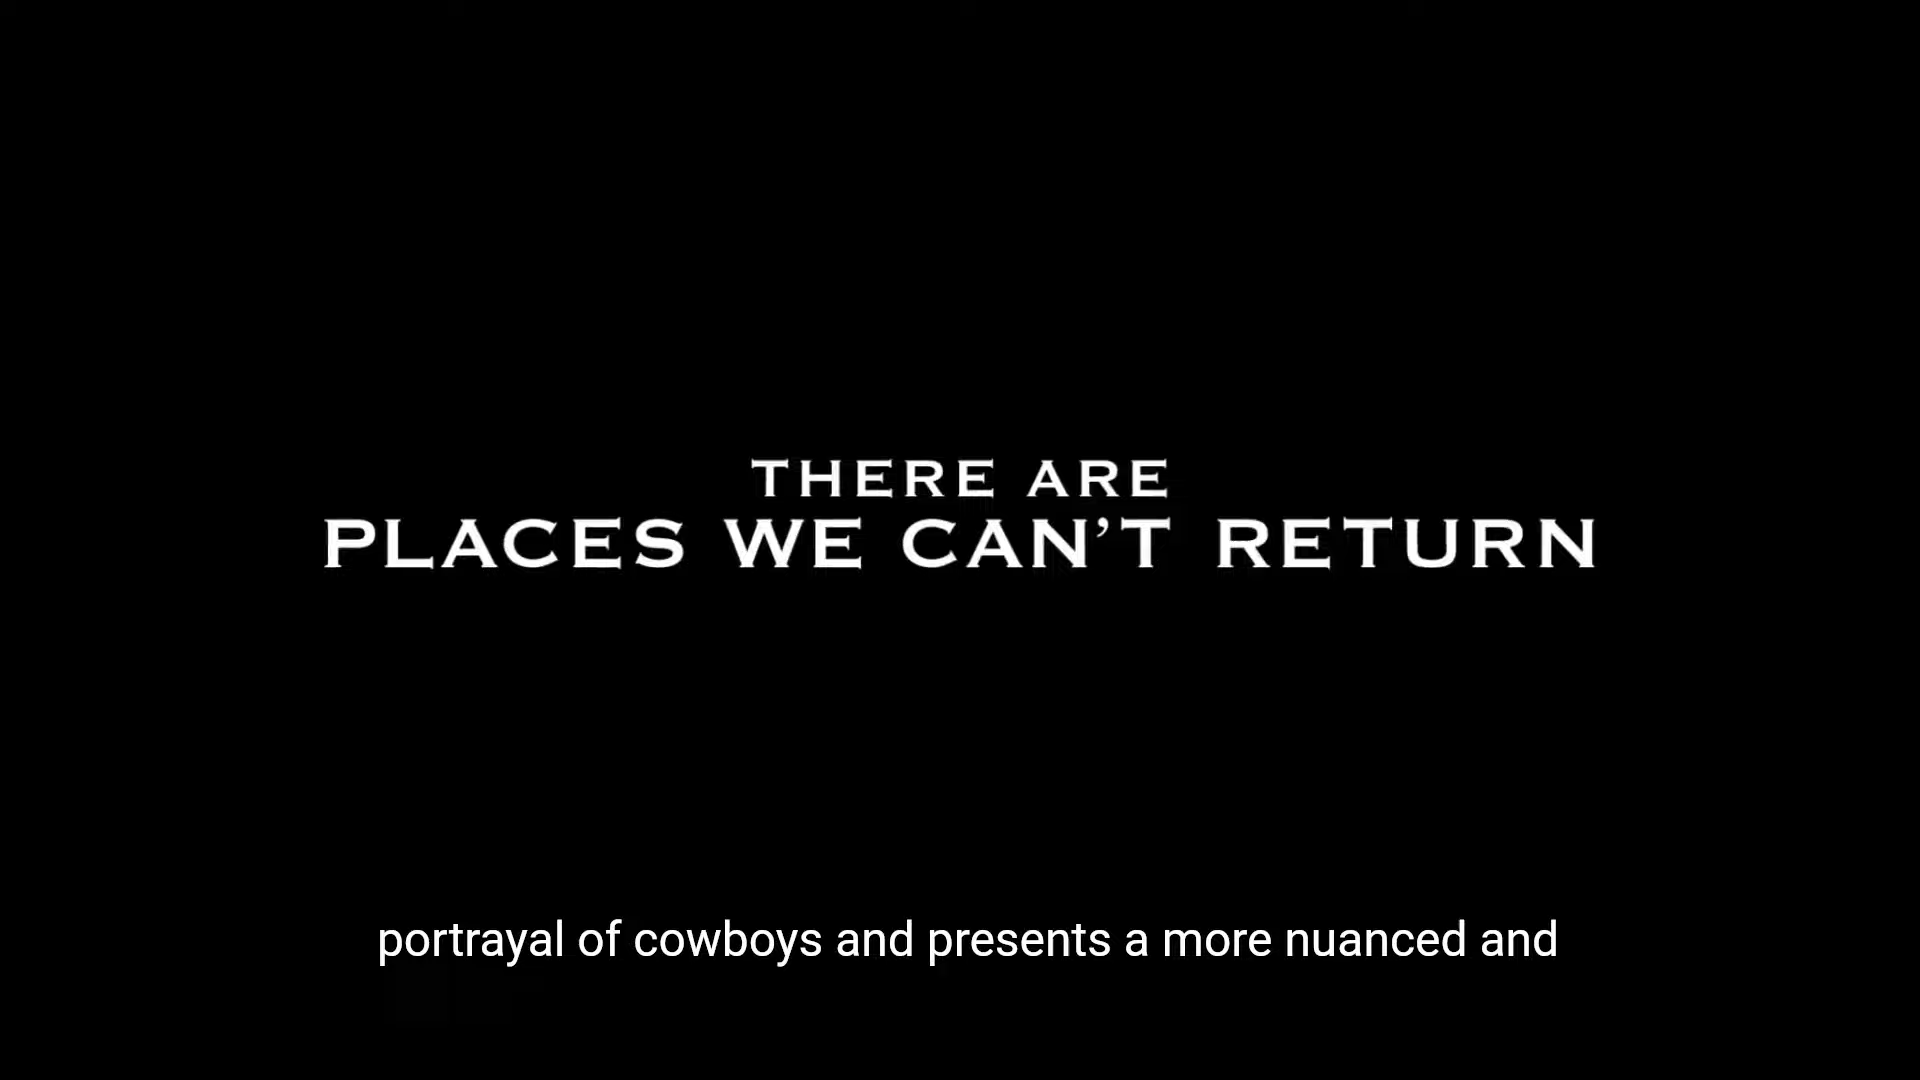 THERE ARE
PLACES WE CAN’T RETURN
portrayal of cowboys and presents a more nuanced and